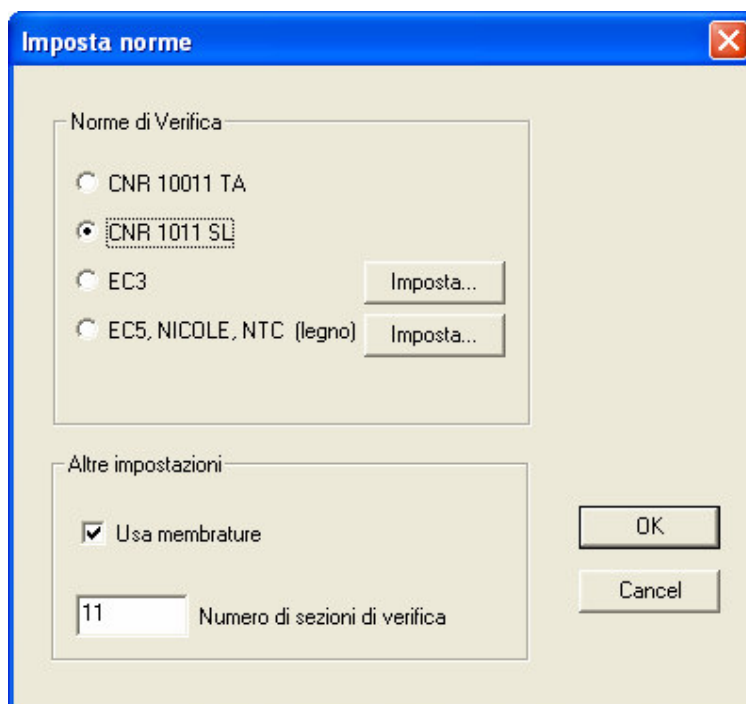 Imposta norme
Norme di Verifica
CNR 10011 TA
CNR 1011 SL
EC3
Imposta...
EC5, NICOLE, NTC (legno)
Imposta...
Altre impostazioni
Usa membrature
11 Numero di sezioni di verifica
OK
Cancel